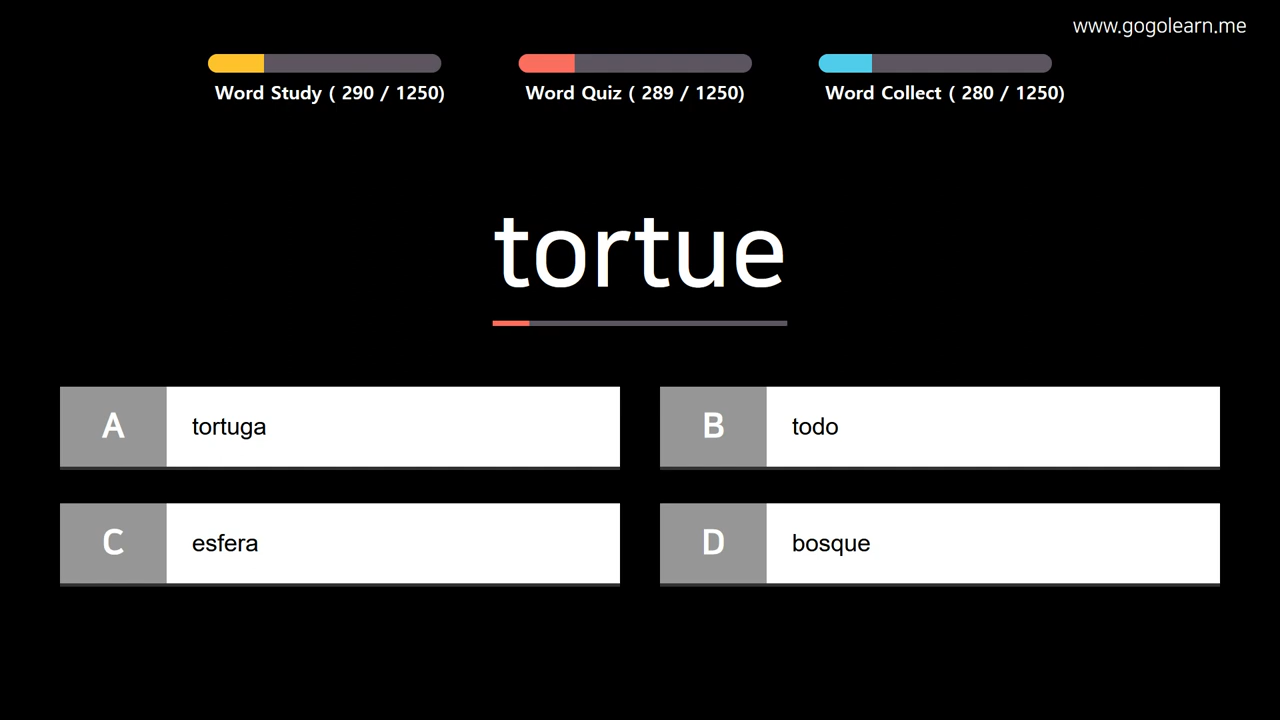 www.gogolearn.me
Word Study ( 290 / 1250)
Word Quiz ( 289 / 1250)
Word Collect ( 280 / 1250)
tortue
A tortuga
B todo
C esfera
D bosque